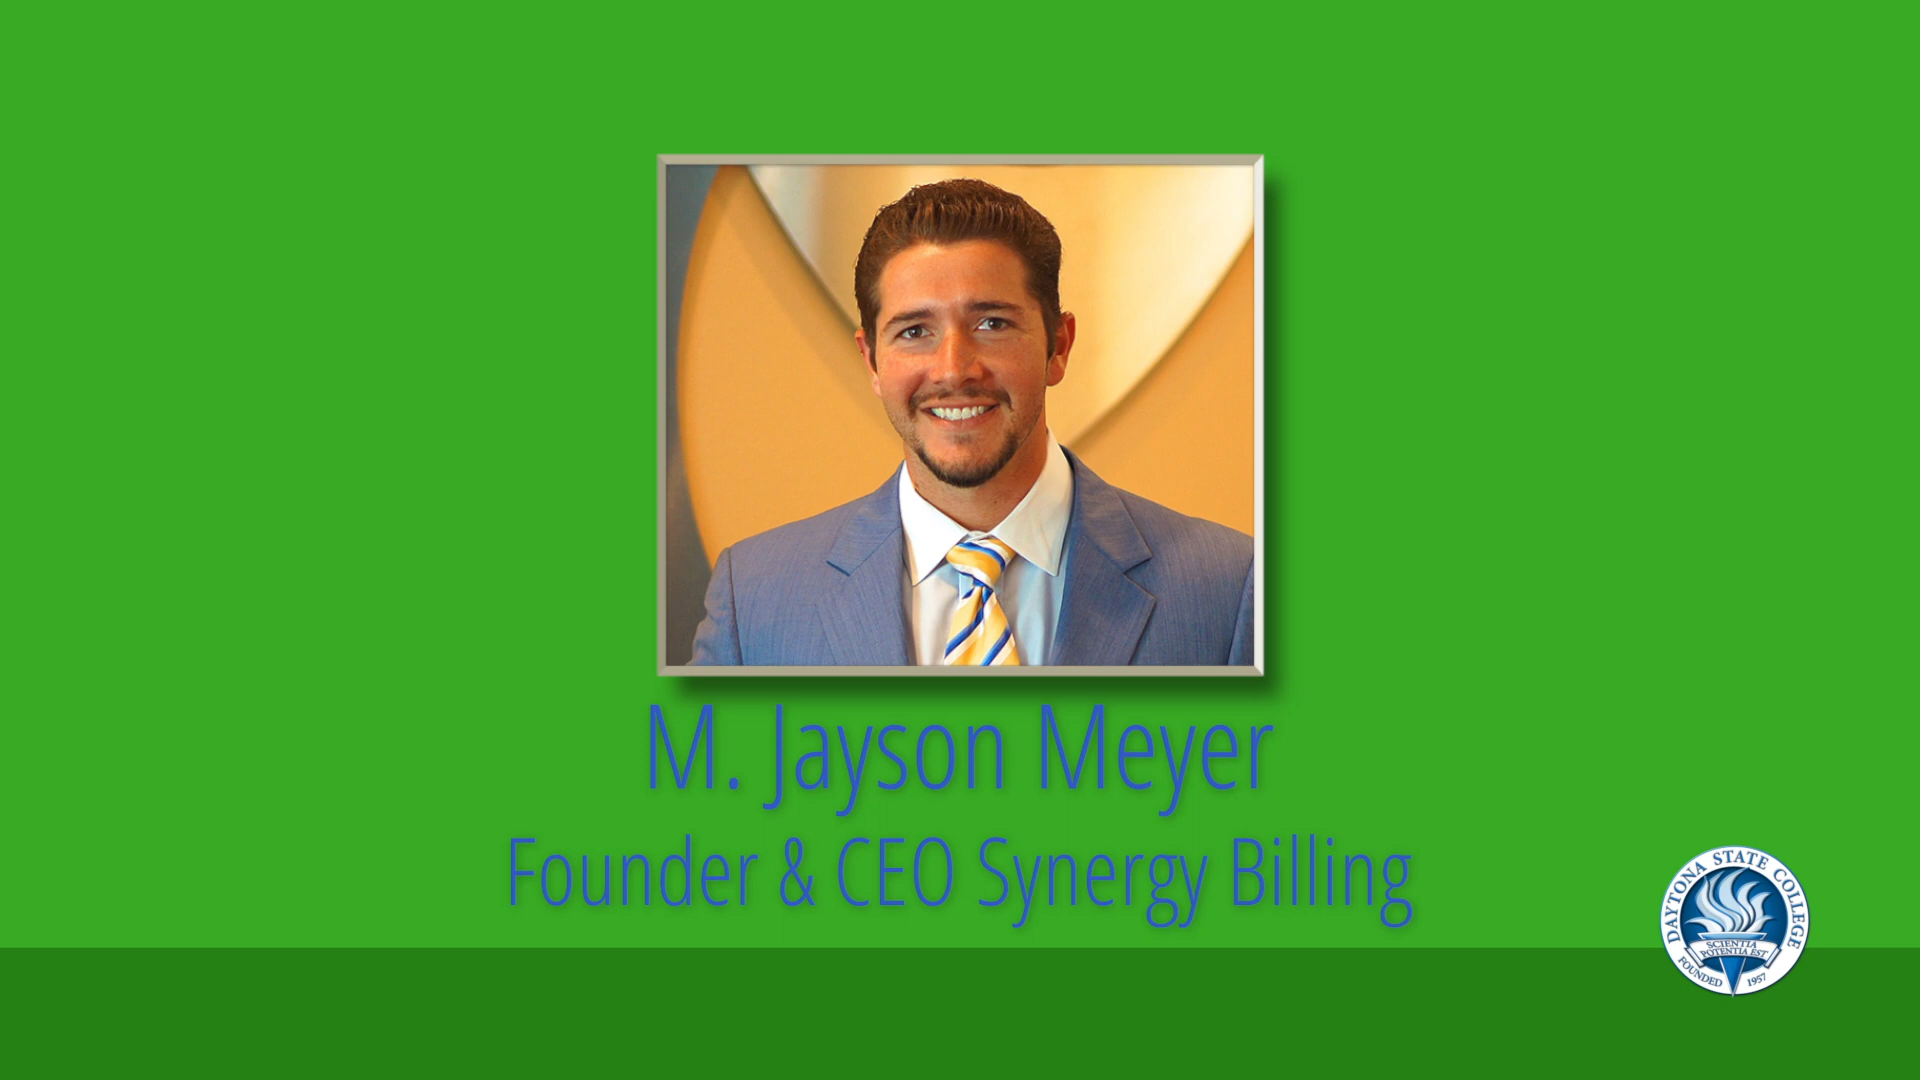 M. Jayson Meyer
Founder & CEO Synergy Billing
DAYTONA STATE COLLEGE
SCIENTIA
POTENTIA EST
FOUNDED 1957